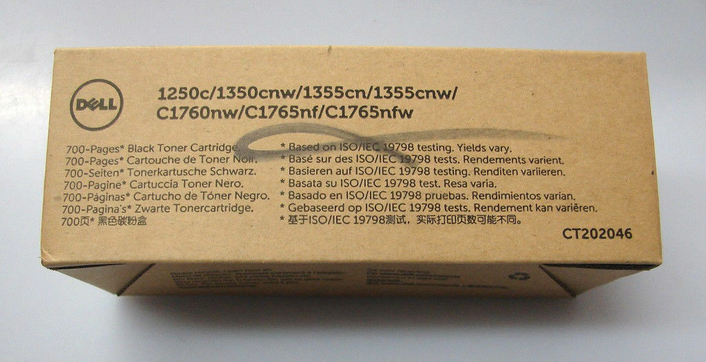 DELL
1250c/1350cnw/1355cn/1355cnw/
C1760nw/C1765nf/C1765nfw
700-Pages* Black Toner Cartridge.
700-Pages* Cartouche de Toner Noir.
700-Seiten* Tonerkartusche Schwarz.
700-Pagine* Cartuccia Toner Nero.
700-Páginas* Cartucho de Tóner Negro.
700-Pagina's* Zwarte Tonercartridge.
700页* 黑色碳粉盒
* Based on ISO/IEC 19798 testing. Yields vary.
* Basé sur des ISO/IEC 19798 tests. Rendements varient.
* Basieren auf ISO/IEC 19798 testing. Renditen variieren.
* Basata su ISO/IEC 19798 test. Resa varia.
* Basado en ISO/IEC 19798 pruebas. Rendimientos varían.
* Gebaseerd op ISO/IEC 19798 tests. Rendement kan variëren.
* 基于ISO/IEC 19798测试，实际打印页数可能不同。
CT202046